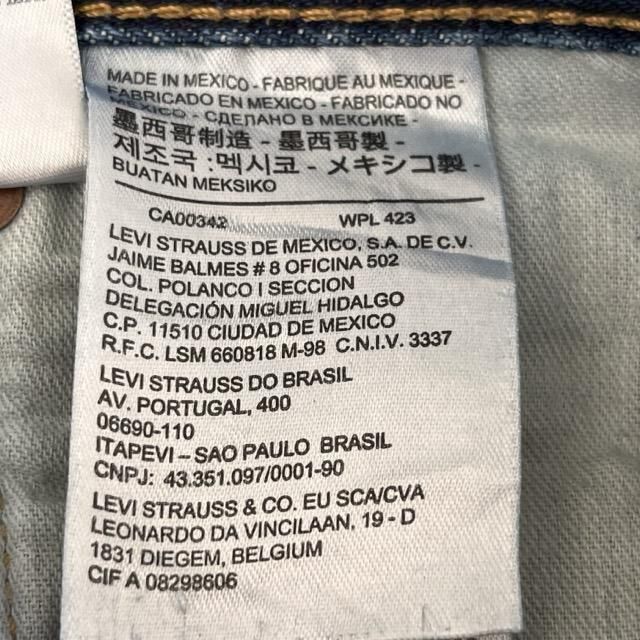 MADE IN MEXICO - FABRIQUE AU MEXIQUE -
FABRICADO EN MEXICO - FABRICADO NO
MEXICO - СДЕЛАНО В МЕКСИКЕ -
墨西哥制造 - 墨西哥製 -
제조국 : 멕시코 - メキシコ製 -
BUATAN MEKSIKO
CA00342 WPL 423
LEVI STRAUSS DE MEXICO, S.A. DE C.V.
JAIME BALMES # 8 OFICINA 502
COL. POLANCO I SECCION
DELEGACIÓN MIGUEL HIDALGO
C.P. 11510 CIUDAD DE MEXICO
R.F.C. LSM 660818 M-98 C.N.I.V. 3337
LEVI STRAUSS DO BRASIL
AV. PORTUGAL, 400
06690-110
ITAPEVI – SAO PAULO BRASIL
CNPJ: 43.351.097/0001-90
LEVI STRAUSS & CO. EU SCA/CVA
LEONARDO DA VINCILAAN, 19 - D
1831 DIEGEM, BELGIUM
CIF A 08298606